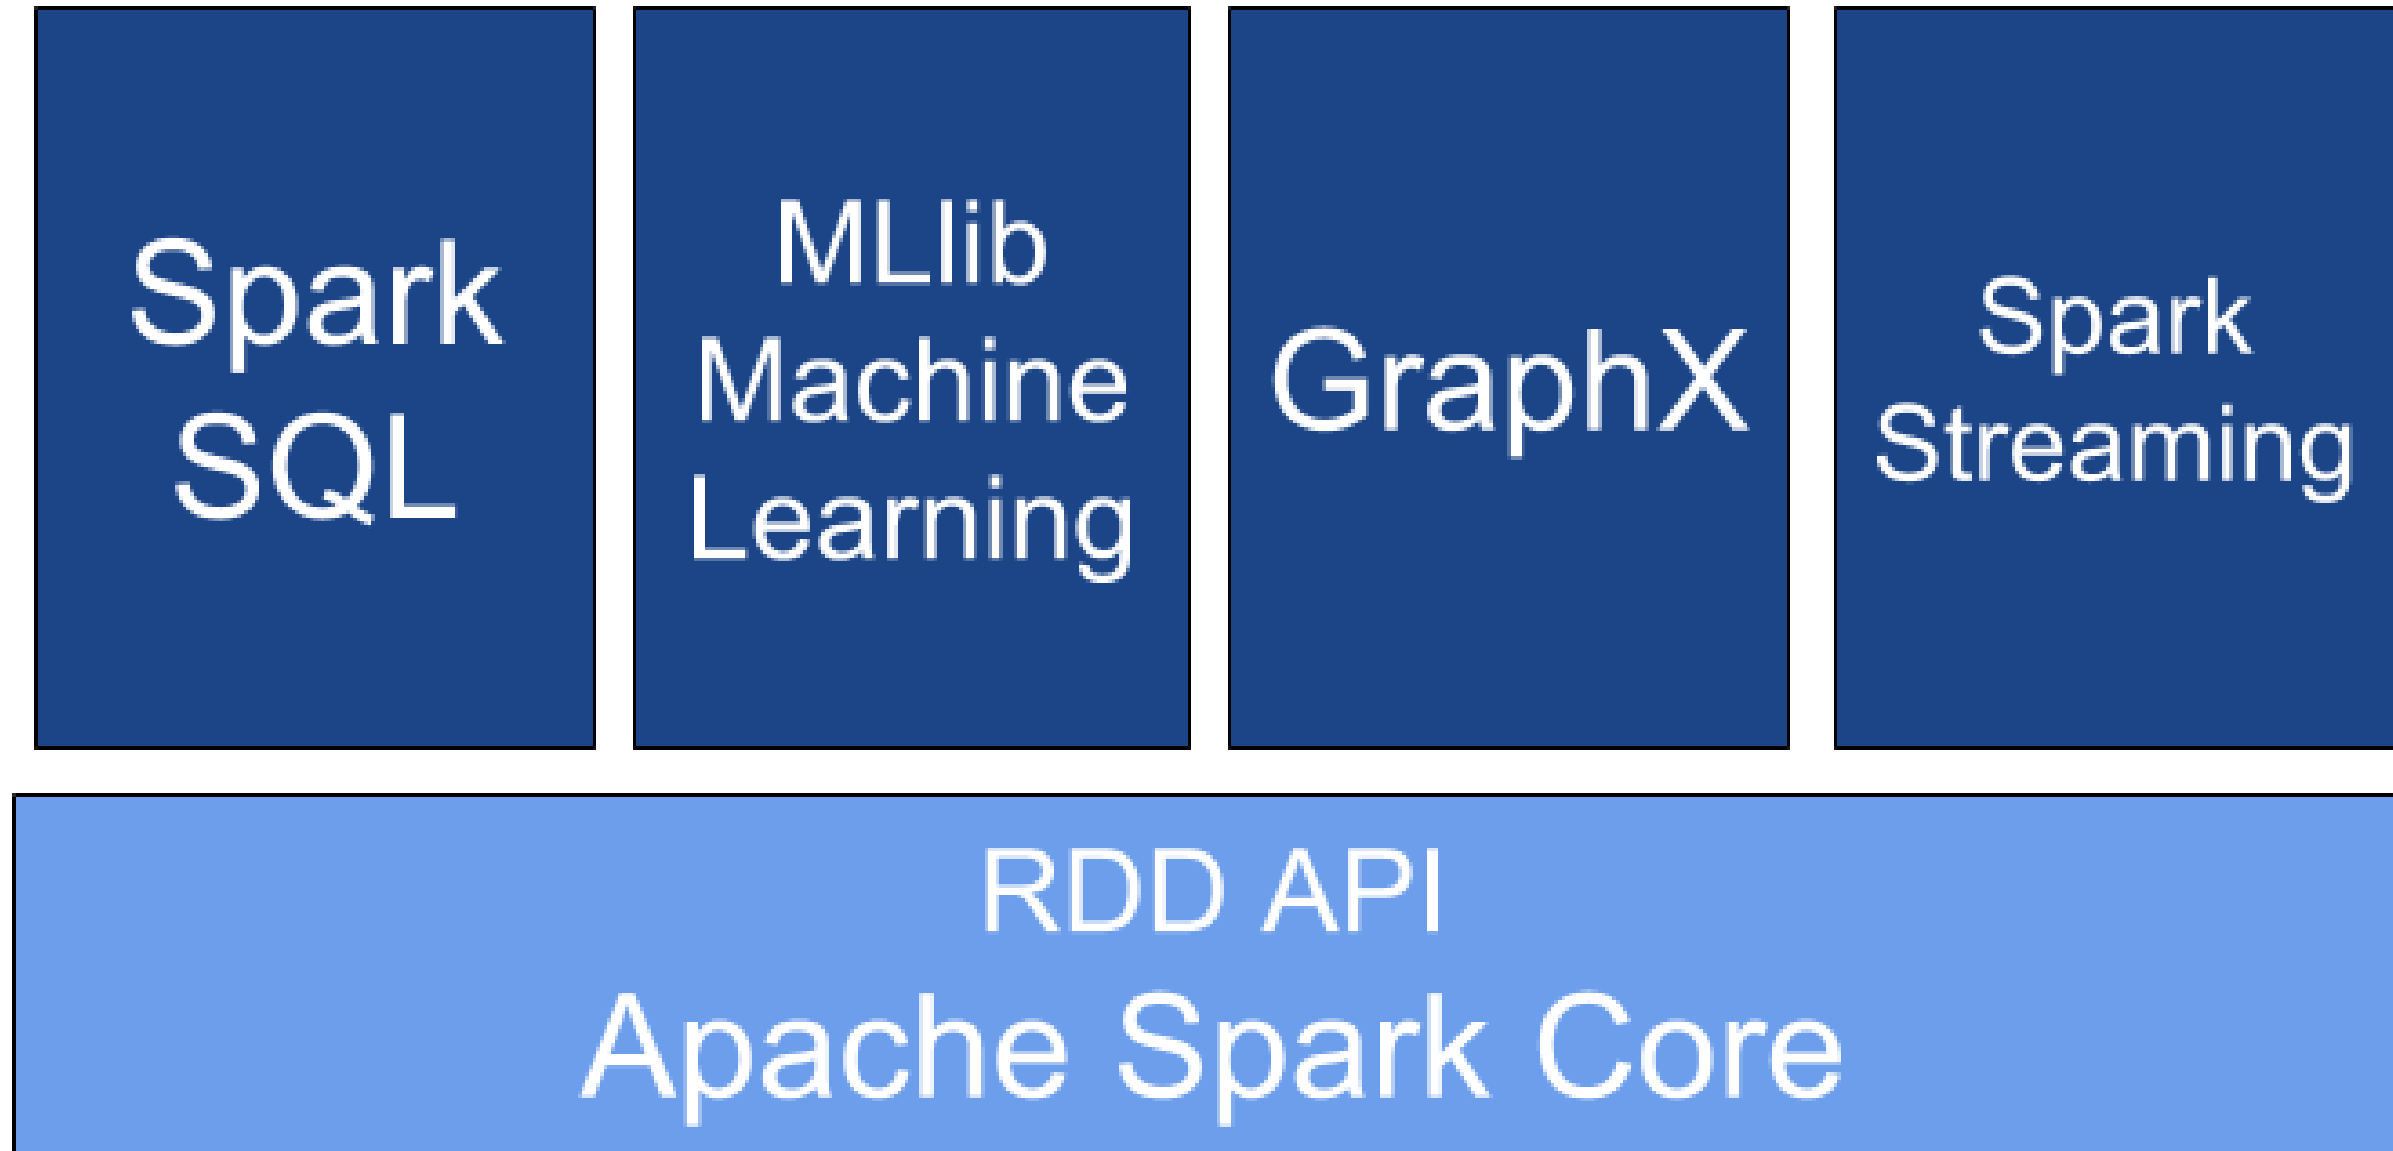 Spark
SQL
MLlib
Machine
Learning
GraphX
Spark
Streaming
RDD API
Apache Spark Core